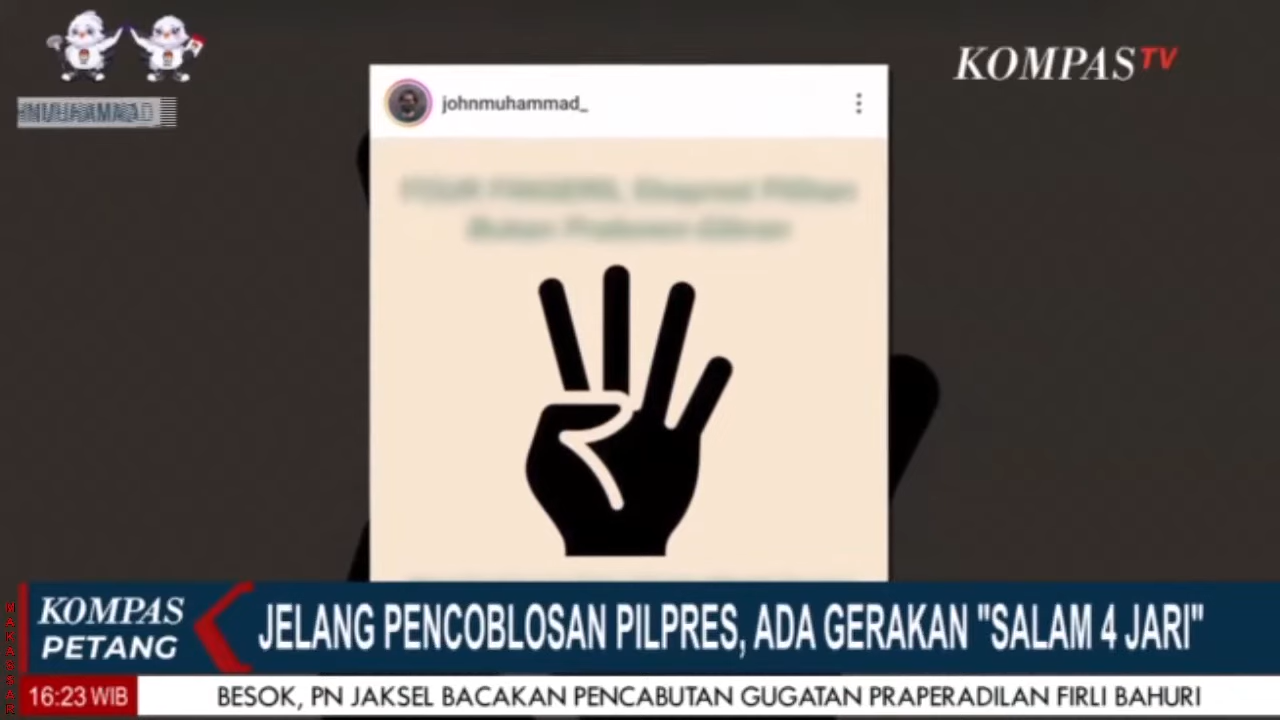 KOMPAS TV
johnmuhammad_
KOMPAS
PETANG
JELANG PENCOBLOSAN PILPRES, ADA GERAKAN "SALAM 4 JARI"
MAKASSAR
16:23 WIB
BESOK, PN JAKSEL BACAKAN PENCABUTAN GUGATAN PRAPERADILAN FIRLI BAHURI